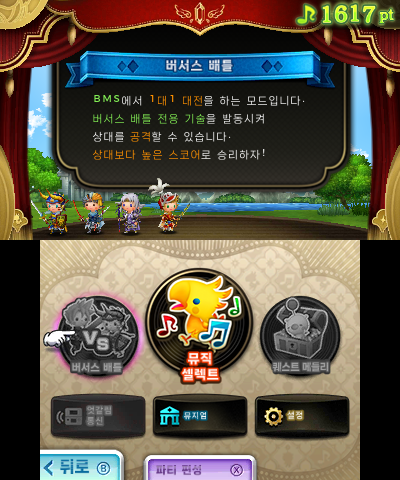 1617pt
버서스 배틀
BMS에서 1대1 대전을 하는 모드입니다.
버서스 배틀 전용 기술을 발동시켜
상대를 공격할 수 있습니다.
상대보다 높은 스코어로 승리하자!
VS
버서스 배틀
뮤직
셀렉트
퀘스트 메들리
엇갈림
통신
뮤지엄
설정
뒤로 B
파티 편성 X